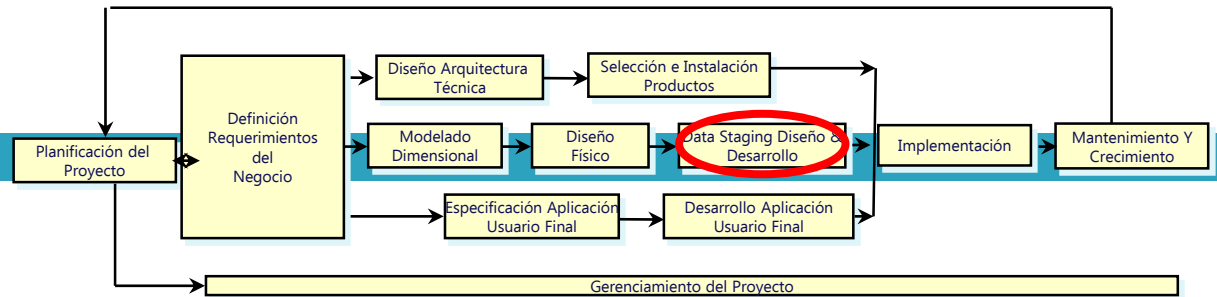 Diseño Arquitectura
Técnica
Selección e Instalación
Productos
Definición
Requerimientos
del
Negocio
Planificación del
Proyecto
Modelado
Dimensional
Diseño
Físico
Data Staging Diseño &
Desarrollo
Implementación
Mantenimiento Y
Crecimiento
Especificación Aplicación
Usuario Final
Desarrollo Aplicación
Usuario Final
Gerenciamiento del Proyecto